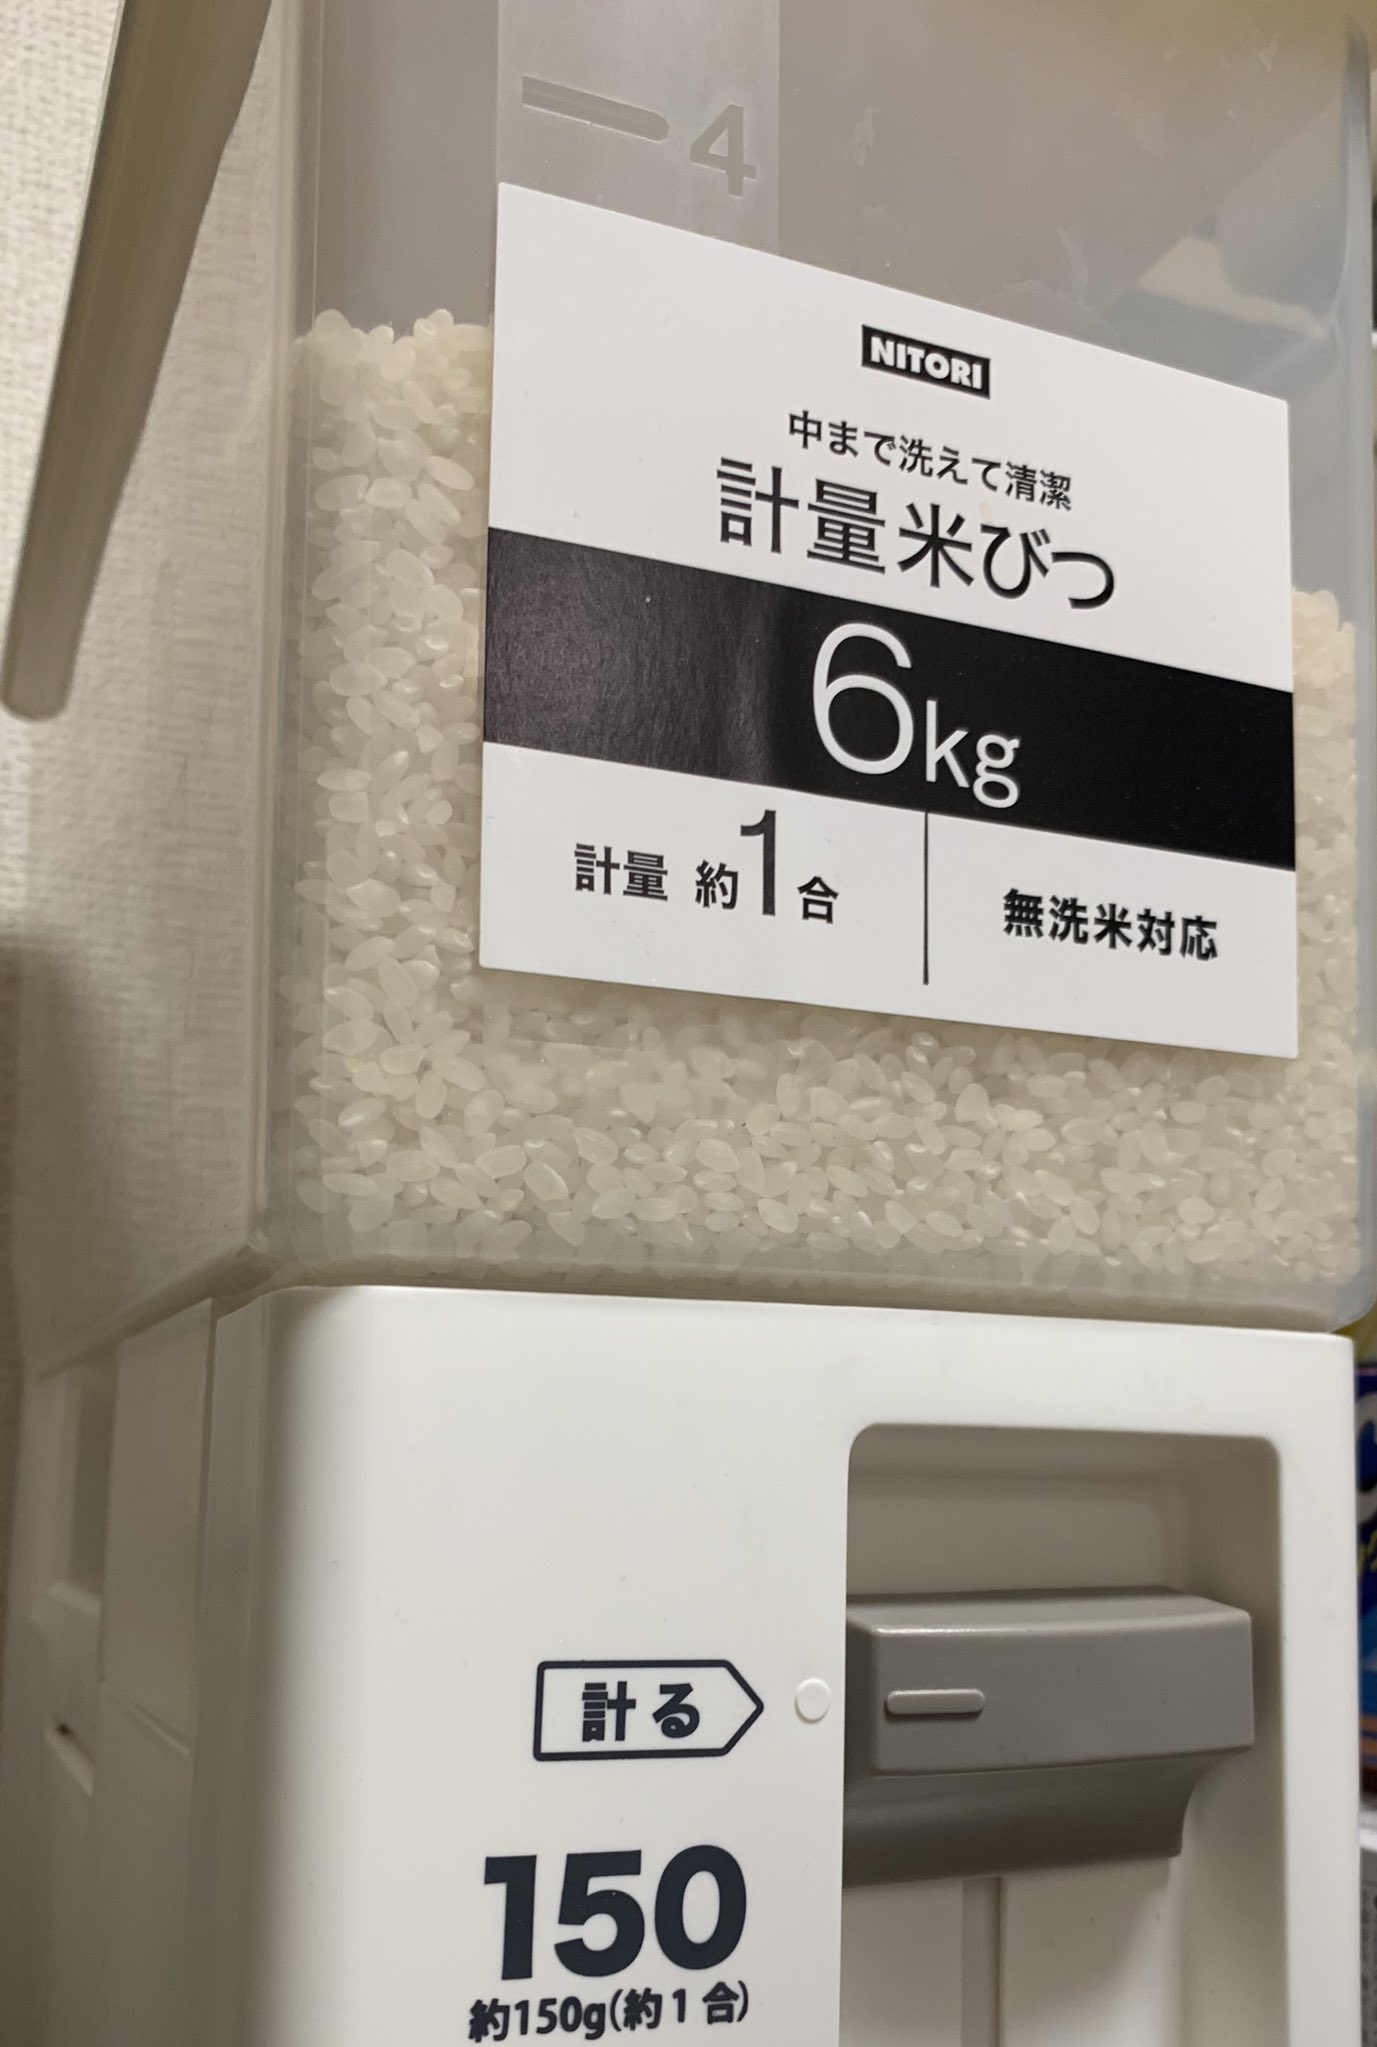 4
NITORI
中まで洗えて清潔
計量米びつ
6kg
計量 約1合
無洗米対応
計る
150
約150g(約1合)